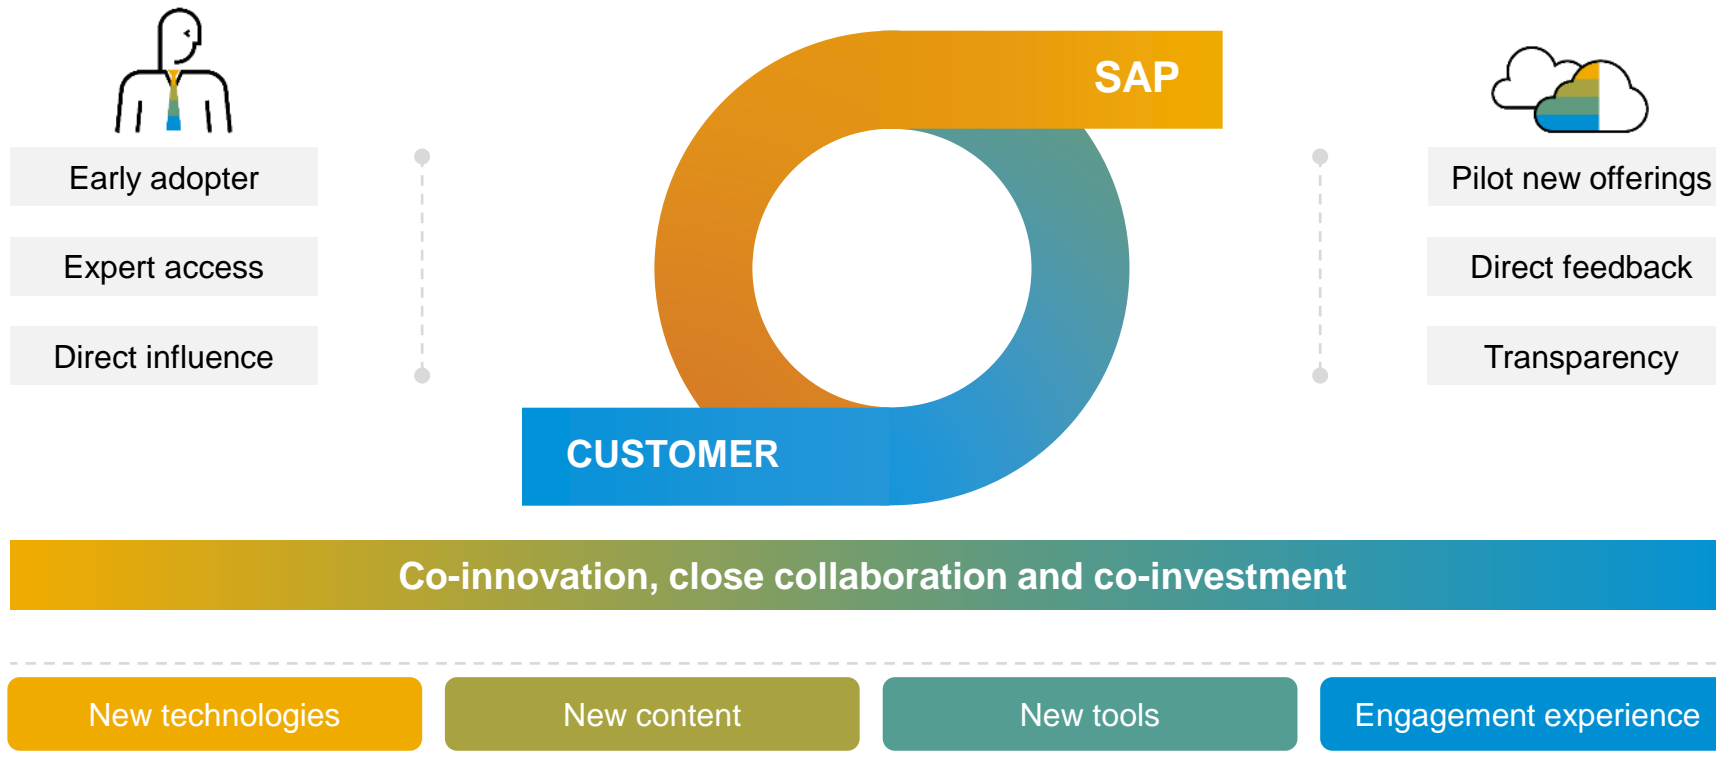 SAP
Early adopter
Expert access
Direct influence
Pilot new offerings
Direct feedback
Transparency
CUSTOMER
Co-innovation, close collaboration and co-investment
New technologies
New content
New tools
Engagement experience